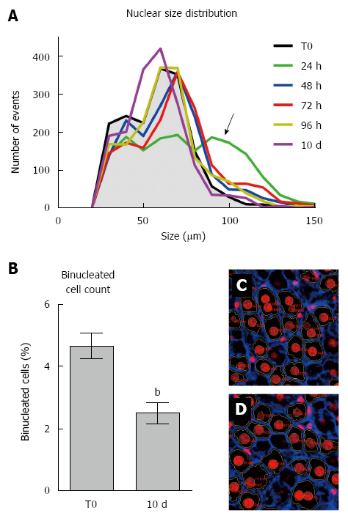 A
Nuclear size distribution
Number of events
400
300
200
100
0
0 50 100 150
Size (μm)
T0
24 h
48 h
72 h
96 h
10 d
B
Binucleated
cell count
Binucleated cells (%)
6
4
2
0
b
T0 10 d
C
D